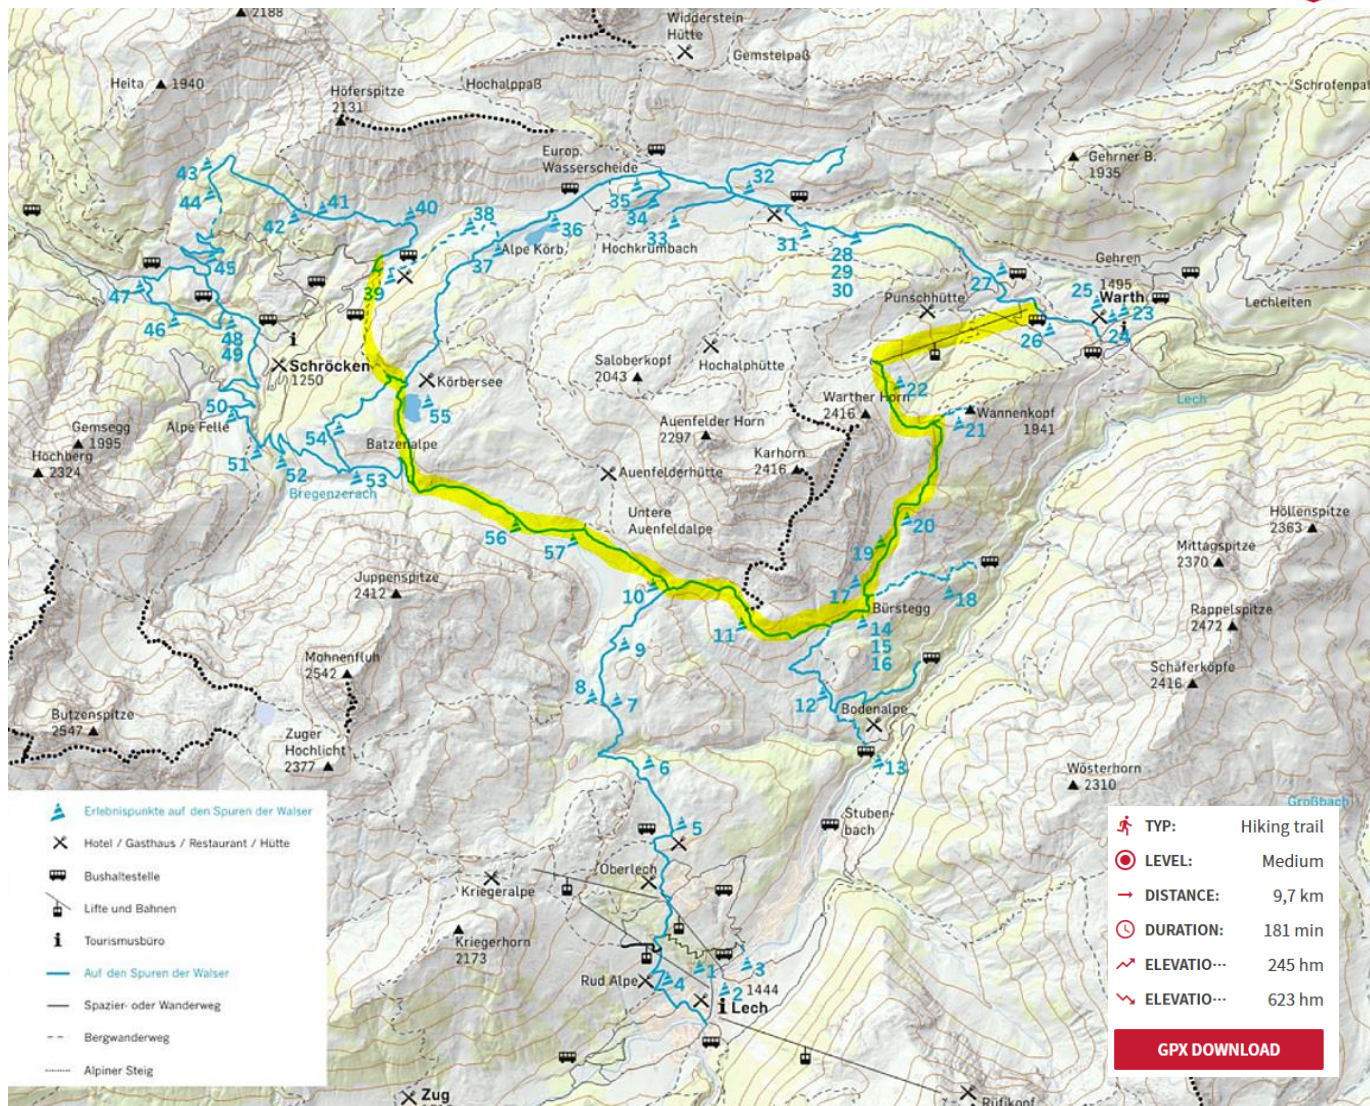 2188
Widderstein
Hütte
Gemstelpaß
Heita 1940
Höferspitze
2131
Hochalppaß
Schrofenpaß
Europ.
Wasserscheide
Gehrner B.
1935
43
44
42
41
40
38
39
37
36
35
34
33
32
31
28
29
30
27
Alpe Körb.
Hochkrumbach
Gehren
1495
Warth
25
23
24
26
Lechleiten
45
47
46
48
49
Punschhütte
Schröcken
1250
Körbersee
55
Saloberkopf
2043
Hochalphütte
22
Warther Horn
2416
Wannenkopf
1941
21
Lech
50
Alpe Felle
Gemsegg
1995
Hochberg
2324
51
52
53
54
Batzenalpe
Bregenzerach
Auenfelder Horn
2297
Karhorn
2416
Auenfelderhütte
Untere
Auenfeldalpe
56
57
20
19
17
18
Höllenspitze
2363
Mittagspitze
2370
Juppenspitze
2412
10
11
Bürstegg
14
15
16
Rappelspitze
2472
9
8
7
Mohnenfluh
2542
Schäferköpfe
2416
12
Bodenalpe
13
Butzenspitze
2547
Zuger
Hochlicht
2377
6
Wösterhorn
2310
Großbach
5
Stuben-
bach
Oberlech
Kriegeralpe
Kriegerhorn
2173
Rud Alpe
4
1
2
3
1444
Lech
Zug
Rüfikopf
Erlebnispunkte auf den Spuren der Walser
Hotel / Gasthaus / Restaurant / Hütte
Bushaltestelle
Lifte und Bahnen
Tourismusbüro
Auf den Spuren der Walser
Spazier- oder Wanderweg
Bergwanderweg
Alpiner Steig
TYP: Hiking trail
LEVEL: Medium
DISTANCE: 9,7 km
DURATION: 181 min
ELEVATIO··· 245 hm
ELEVATIO··· 623 hm
GPX DOWNLOAD